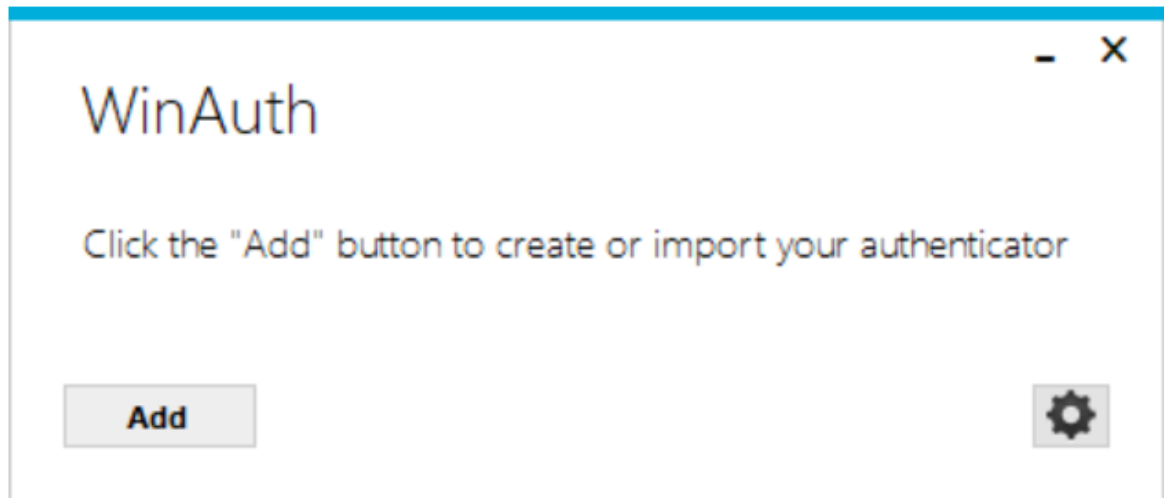 WinAuth
Click the "Add" button to create or import your authenticator
Add